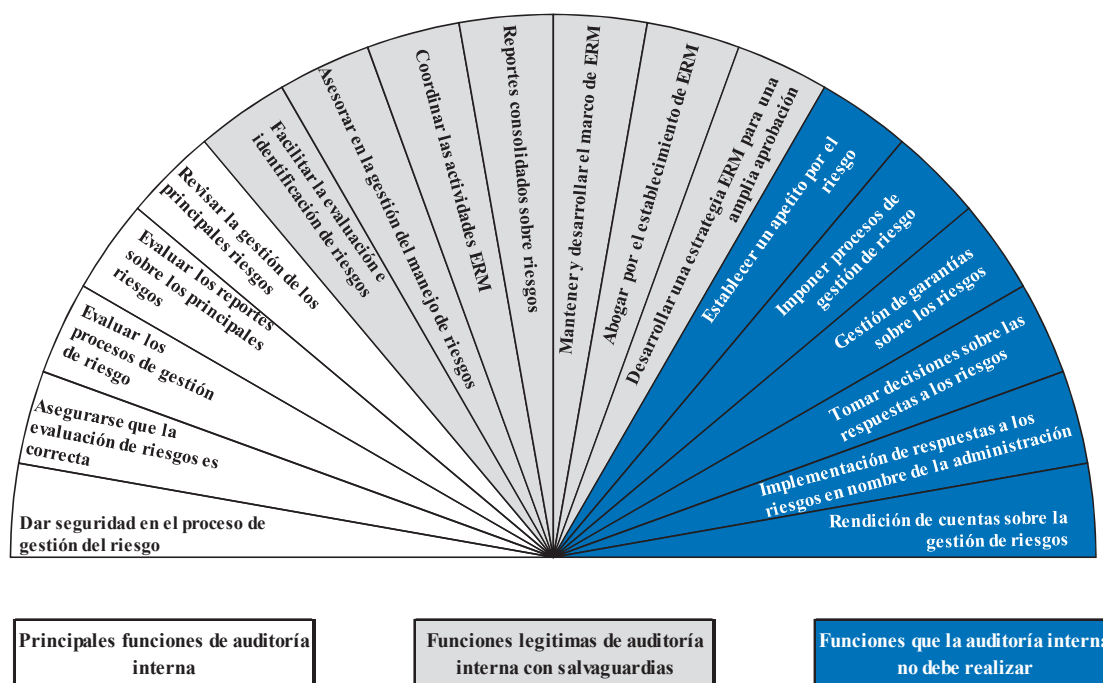 Dar seguridad en el proceso de
gestión del riesgo
Asegurarse que la
evaluación de riesgos es
correcta
Evaluar los
procesos de gestión
de riesgo
Evaluar los reportes
sobre los principales
riesgos
Revisar la gestión de los
principales riesgos
Facilitar la evaluación e
identificación de riesgos
Asesorar en la gestión del manejo de riesgos
Coordinar las actividades ERM
Reportes consolidados sobre riesgos
Mantener y desarrollar el marco de ERM
Abogar por el establecimiento de ERM
Desarrollar una estrategia ERM para una
amplia aprobación
Establecer un apetito por el
riesgo
Imponer procesos de
gestión de riesgo
Gestión de garantías
sobre los riesgos
Tomar decisiones sobre las
respuestas a los riesgos
Implementación de respuestas a los
riesgos en nombre de la administración
Rendición de cuentas sobre la
gestión de riesgos
Principales funciones de auditoría
interna
Funciones legitimas de auditoría
interna con salvaguardias
Funciones que la auditoría interna
no debe realizar